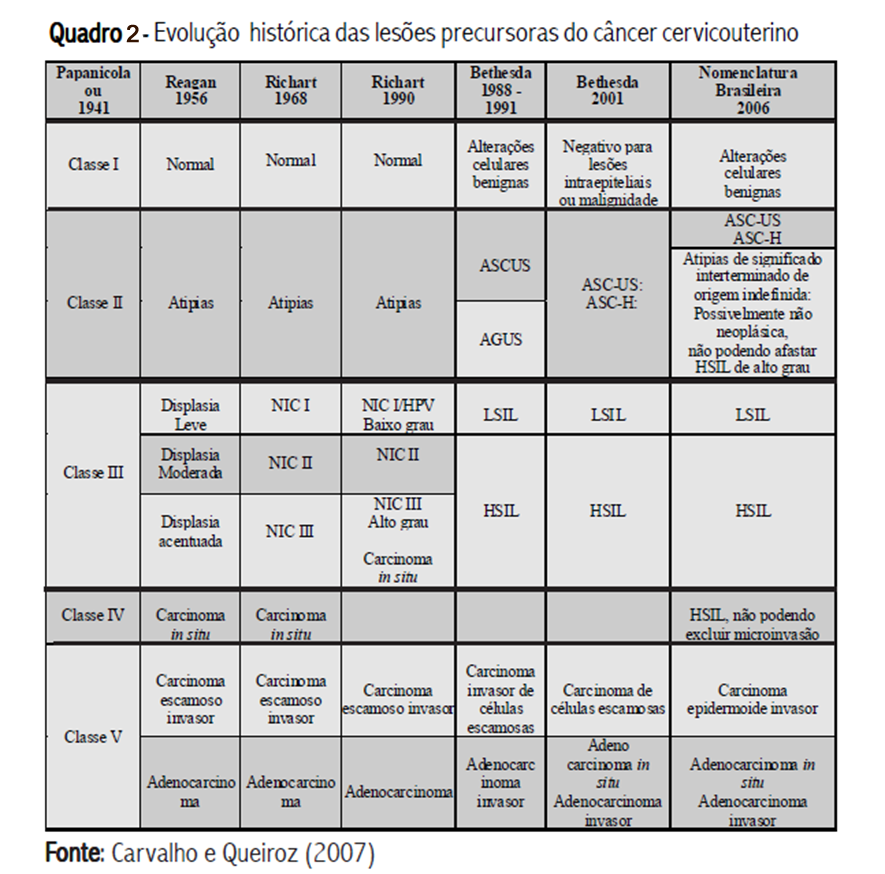 Quadro 2 - Evolução histórica das lesões precursoras do câncer cervicouterino
Papanicola
ou
1941
Reagan
1956
Richart
1968
Richart
1990
Bethesda
1988 -
1991
Bethesda
2001
Nomenclatura
Brasileira
2006
Classe I
Normal
Normal
Normal
Alterações
celulares
benignas
Negativo para
lesões
intraepiteliais
ou malignidade
Alterações
celulares
benignas
Classe II
Atipias
Atipias
Atipias
ASCUS
AGUS
ASC-US:
ASC-H:
ASC-US
ASC-H
Atipias de significado
interterminado de
origem indefinida:
Possivelmente não
neoplásica,
não podendo afastar
HSIL de alto grau
Classe III
Displasia
Leve
NIC I
NIC I/HPV
Baixo grau
LSIL
LSIL
LSIL
Displasia
Moderada
NIC II
NIC II
HSIL
HSIL
HSIL
Displasia
acentuada
NIC III
NIC III
Alto grau
Carcinoma
in situ
Classe IV
Carcinoma
in situ
Carcinoma
in situ
HSIL, não podendo
excluir microinvasão
Classe V
Carcinoma
escamoso
invasor
Carcinoma
escamoso
invasor
Carcinoma
escamoso invasor
Carcinoma
invasor de
células
escamosas
Carcinoma de
células escamosas
Carcinoma
epidermoide invasor
Adenocarcino
ma
Adenocarcino
ma
Adenocarcinoma
Adenocarc
inoma
invasor
Adeno
carcinoma in
situ
Adenocarcinoma
invasor
Adenocarcinoma in
situ
Adenocarcinoma
invasor
Fonte: Carvalho e Queiroz (2007)